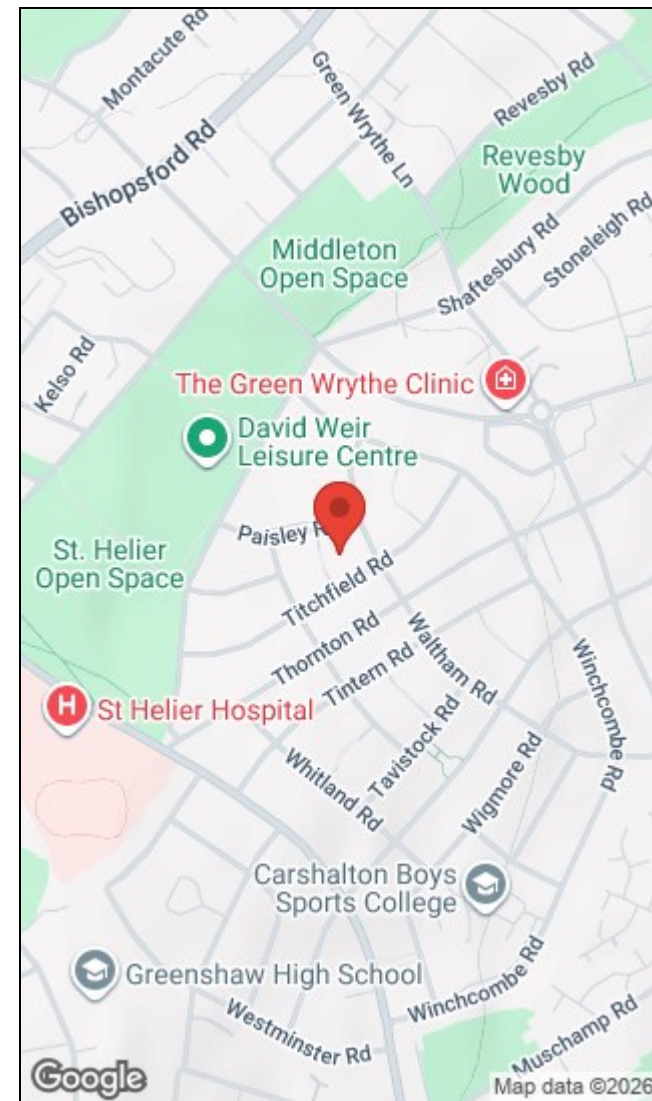 Montacute Rd
Green Wrythe Ln
Revesby Rd
Bishopsford Rd
Revesby
Wood
Middleton
Open Space
Shaftesbury Rd
Stoneleigh Rd
Kelso Rd
The Green Wrythe Clinic
David Weir
Leisure Centre
Paisley R
St. Helier
Open Space
Titchfield Rd
Thornton Rd
Waltham Rd
Tintern Rd
Winchcombe Rd
H
St Helier Hospital
Tavistock Rd
Whitland Rd
Wigmore Rd
Carshalton Boys
Sports College
Greenshaw High School
Winchcombe Rd
Westminster Rd
Muschamp Rd
Google
Map data ©2026